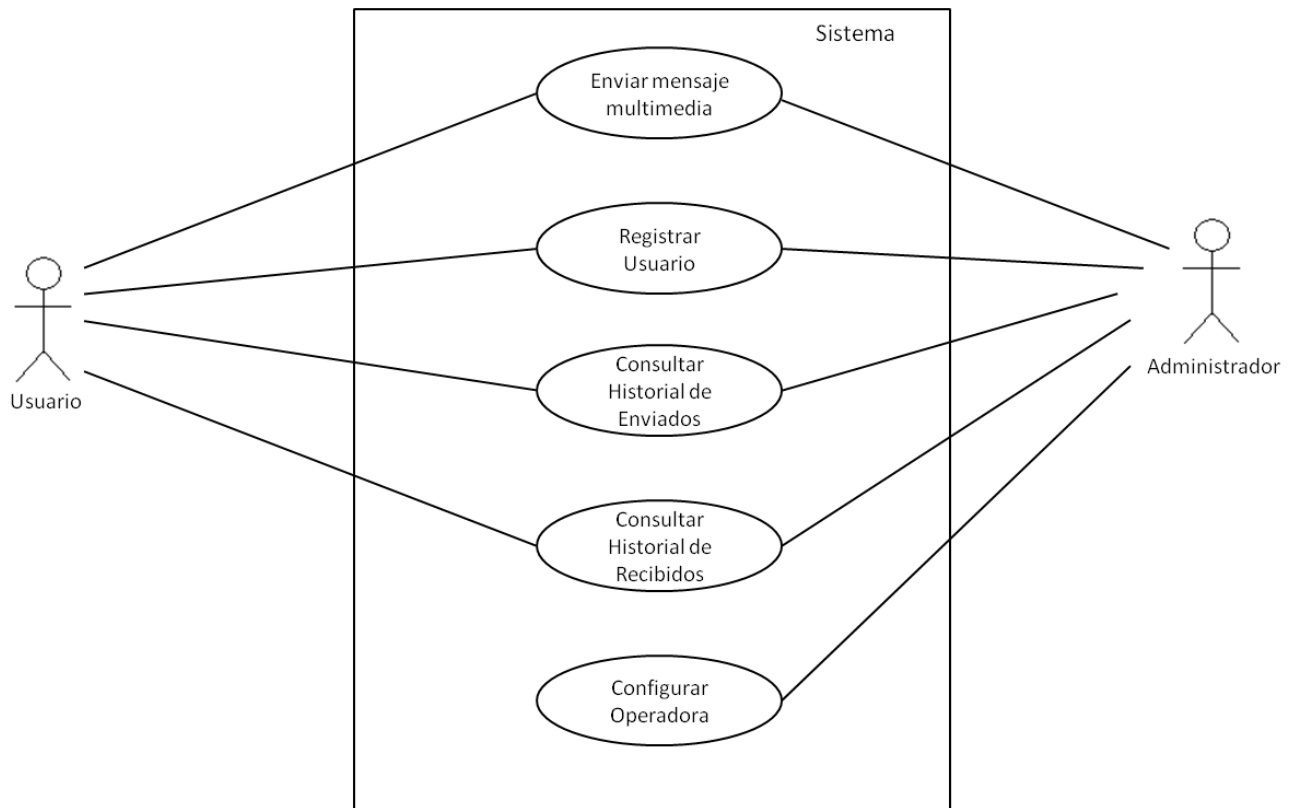 Sistema
Enviar mensaje
multimedia
Registrar
Usuario
Consultar
Historial de
Enviados
Consultar
Historial de
Recibidos
Configurar
Operadora
Usuario
Administrador